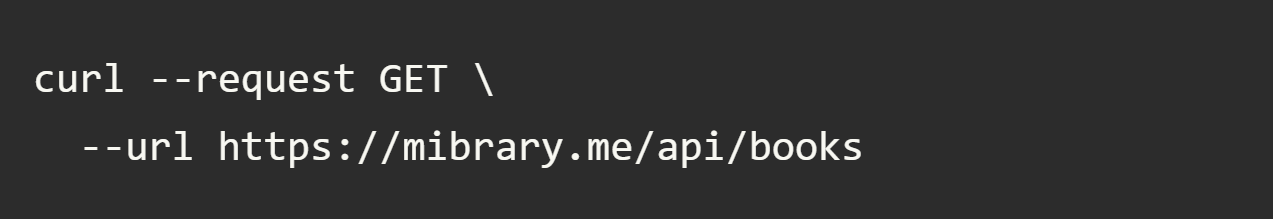 curl --request GET \
  --url https://mibrary.me/api/books